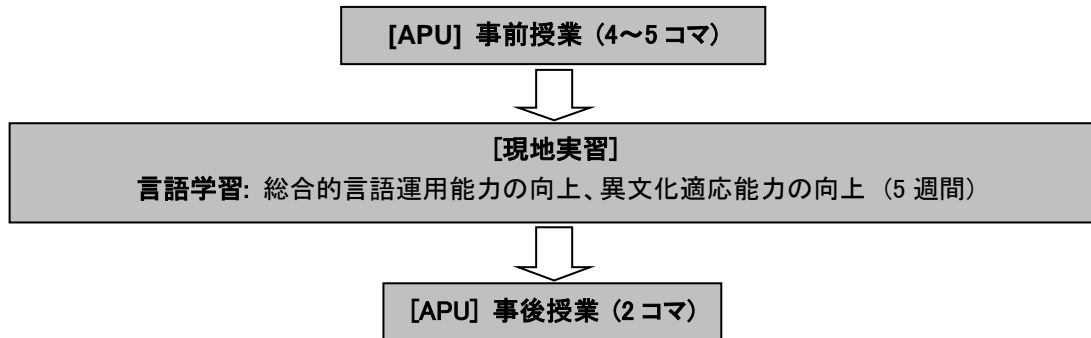 [APU] 事前授業 (4～5 コマ)
[現地実習]
言語学習: 総合的言語運用能力の向上、異文化適応能力の向上 (5 週間)
[APU] 事後授業 (2 コマ)